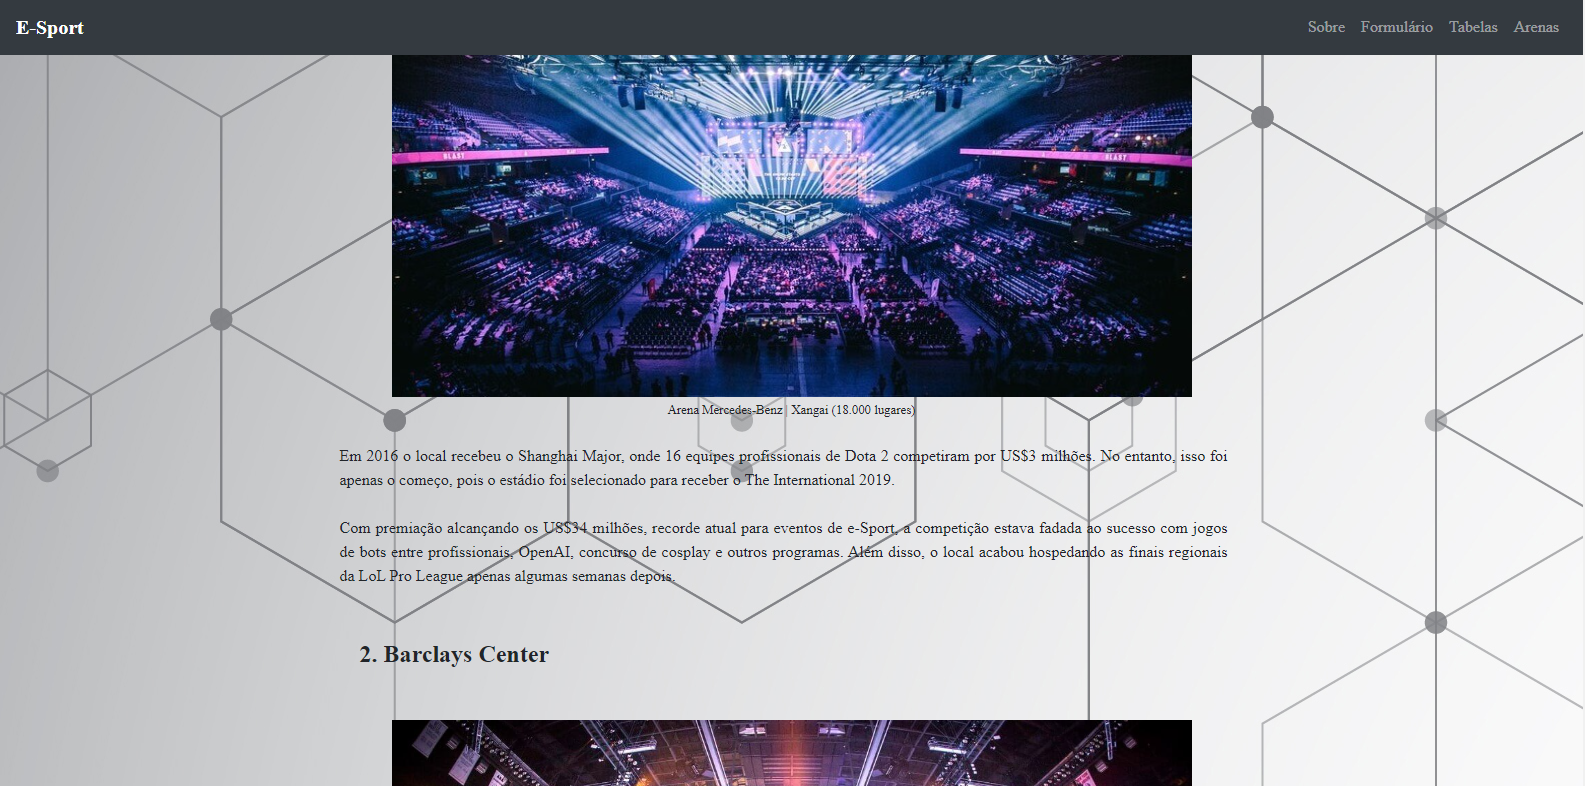 E-Sport
Sobre Formulário Tabelas Arenas
BLAST
BLAST
Arena Mercedes-Benz | Xangai (18.000 lugares)
Em 2016 o local recebeu o Shanghai Major, onde 16 equipes profissionais de Dota 2 competiram por US$3 milhões. No entanto, isso foi
apenas o começo, pois o estádio foi selecionado para receber o The International 2019.
Com premiação alcançando os US$34 milhões, recorde atual para eventos de e-Sport, a competição estava fadada ao sucesso com jogos
de bots entre profissionais, OpenAI, concurso de cosplay e outros programas. Além disso, o local acabou hospedando as finais regionais
da LoL Pro League apenas algumas semanas depois.
2. Barclays Center